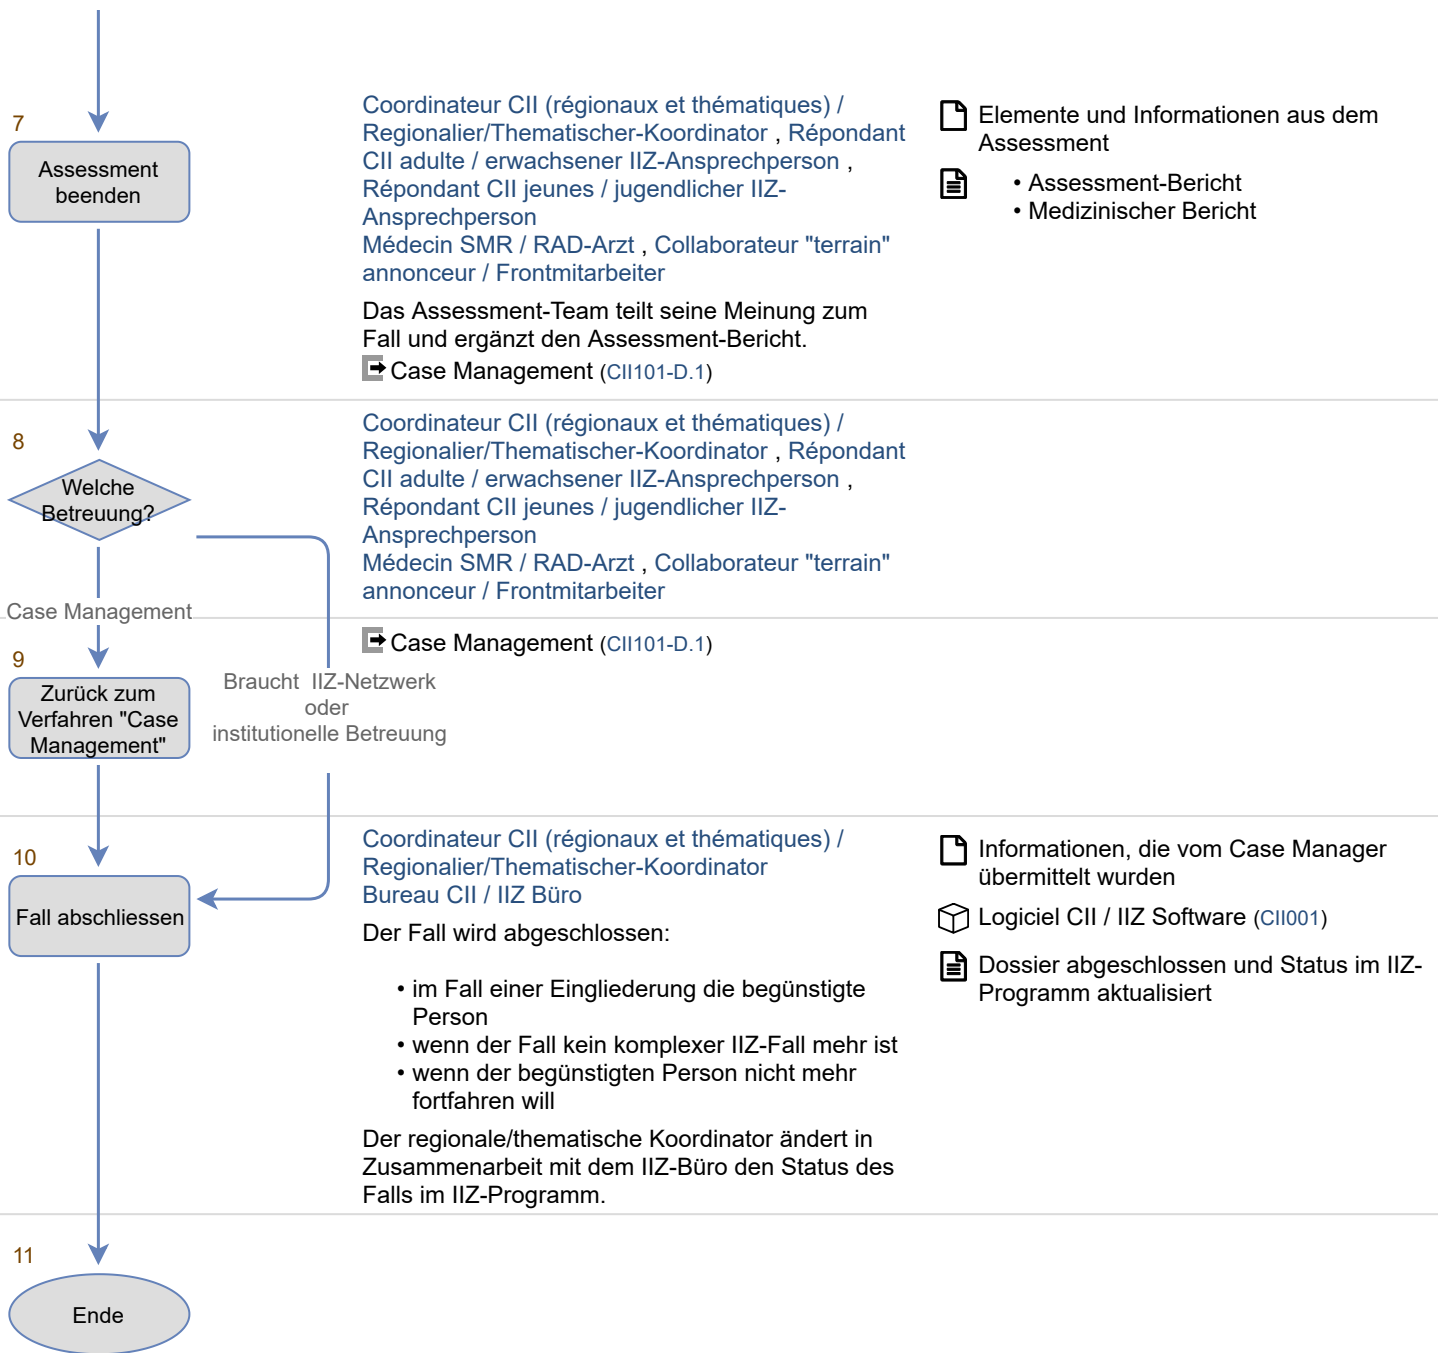 7
Assessment
beenden
Coordinateur CII (régionaux et thématiques) /
Regionalier/Thematischer-Koordinator , Répondant
CII adulte / erwachsener IIZ-Ansprechperson ,
Répondant CII jeunes / jugendlicher IIZ-
Ansprechperson
Médecin SMR / RAD-Arzt , Collaborateur "terrain"
annonceur / Frontmitarbeiter
Das Assessment-Team teilt seine Meinung zum
Fall und ergänzt den Assessment-Bericht.
Case Management (CII101-D.1)
Elemente und Informationen aus dem
Assessment
• Assessment-Bericht
• Medizinischer Bericht
8
Welche
Betreuung?
Coordinateur CII (régionaux et thématiques) /
Regionalier/Thematischer-Koordinator , Répondant
CII adulte / erwachsener IIZ-Ansprechperson ,
Répondant CII jeunes / jugendlicher IIZ-
Ansprechperson
Médecin SMR / RAD-Arzt , Collaborateur "terrain"
annonceur / Frontmitarbeiter
Case Management
9
Zurück zum
Verfahren "Case
Management"
Braucht IIZ-Netzwerk
oder
institutionelle Betreuung
Case Management (CII101-D.1)
10
Fall abschliessen
Coordinateur CII (régionaux et thématiques) /
Regionalier/Thematischer-Koordinator
Bureau CII / IIZ Büro
Der Fall wird abgeschlossen:
• im Fall einer Eingliederung die begünstigte
Person
• wenn der Fall kein komplexer IIZ-Fall mehr ist
• wenn der begünstigten Person nicht mehr
fortfahren will
Der regionale/thematische Koordinator ändert in
Zusammenarbeit mit dem IIZ-Büro den Status des
Falls im IIZ-Programm.
Informationen, die vom Case Manager
übermittelt wurden
Logiciel CII / IIZ Software (CII001)
Dossier abgeschlossen und Status im IIZ-
Programm aktualisiert
11
Ende